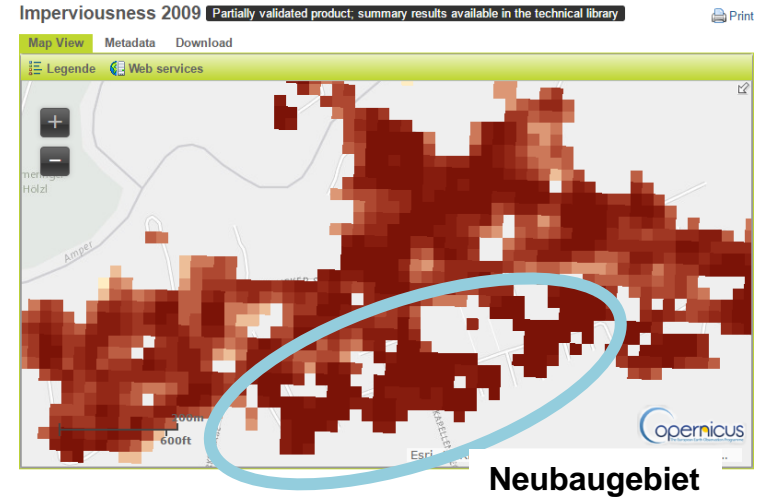 Imperviousness 2009 Partially validated product; summary results available in the technical library
Print
Map View Metadata Download
Legende Web services
+
−
Hölzl
Amper
600ft
Esri
opernicus
Neubaugebiet